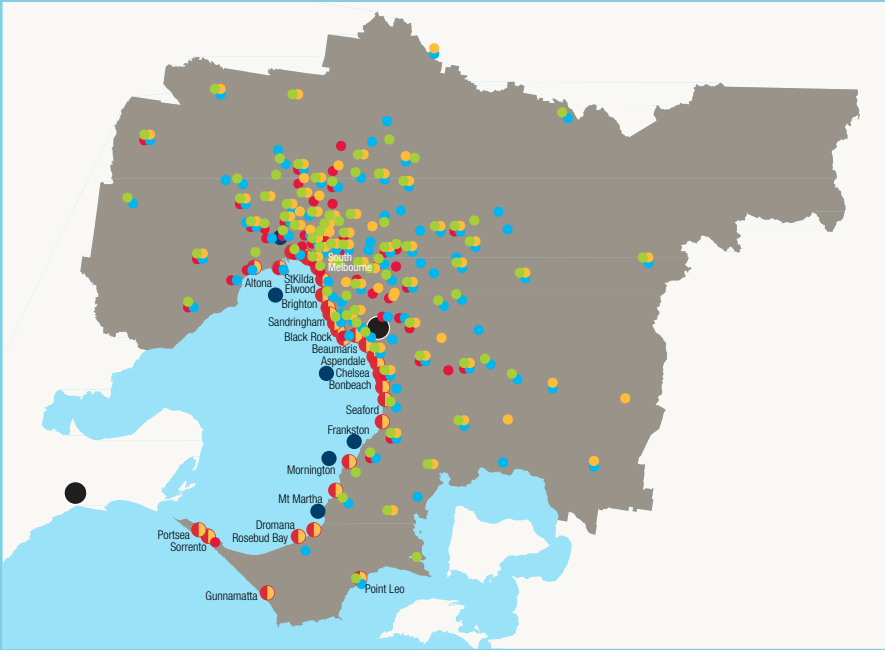 South
Melbourne
StKilda
Altona
Elwood
Brighton
Sandringham
Black Rock
Beaumaris
Aspendale
Chelsea
Bonbeach
Seaford
Frankston
Mornington
Mt Martha
Dromana
Portsea
Rosebud Bay
Sorrento
Point Leo
Gunnamatta